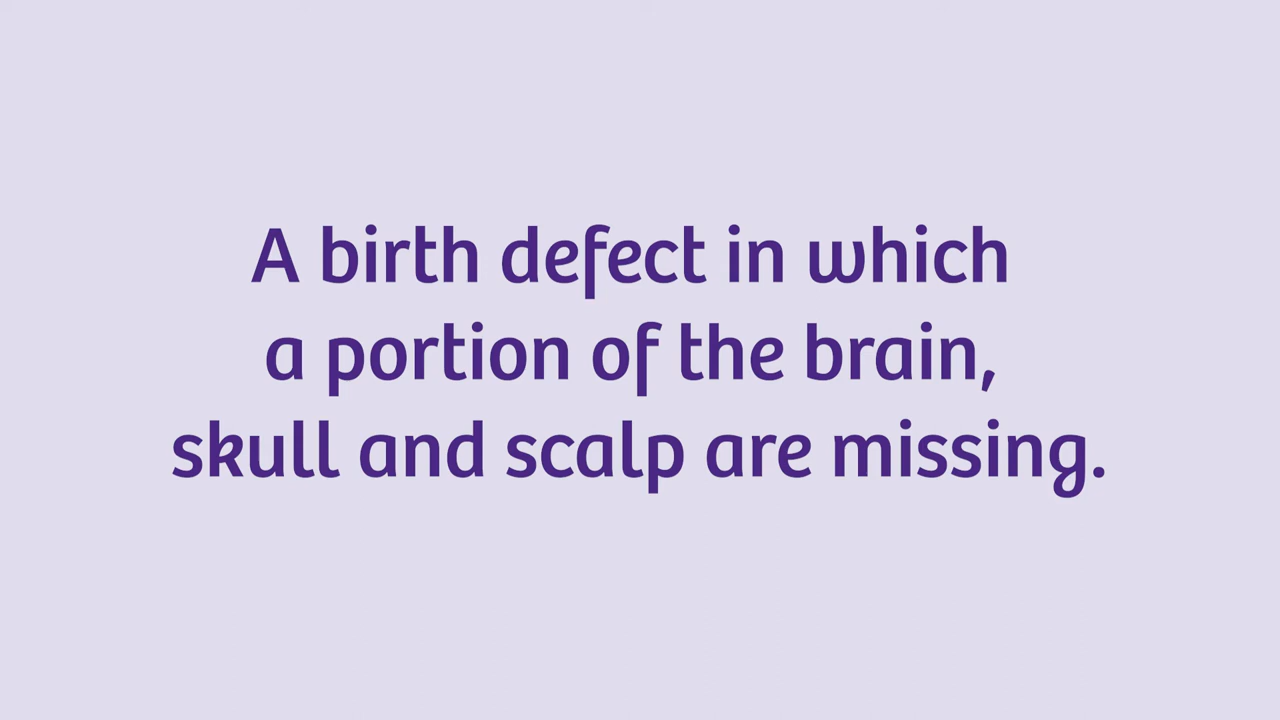 A birth defect in which
a portion of the brain,
skull and scalp are missing.